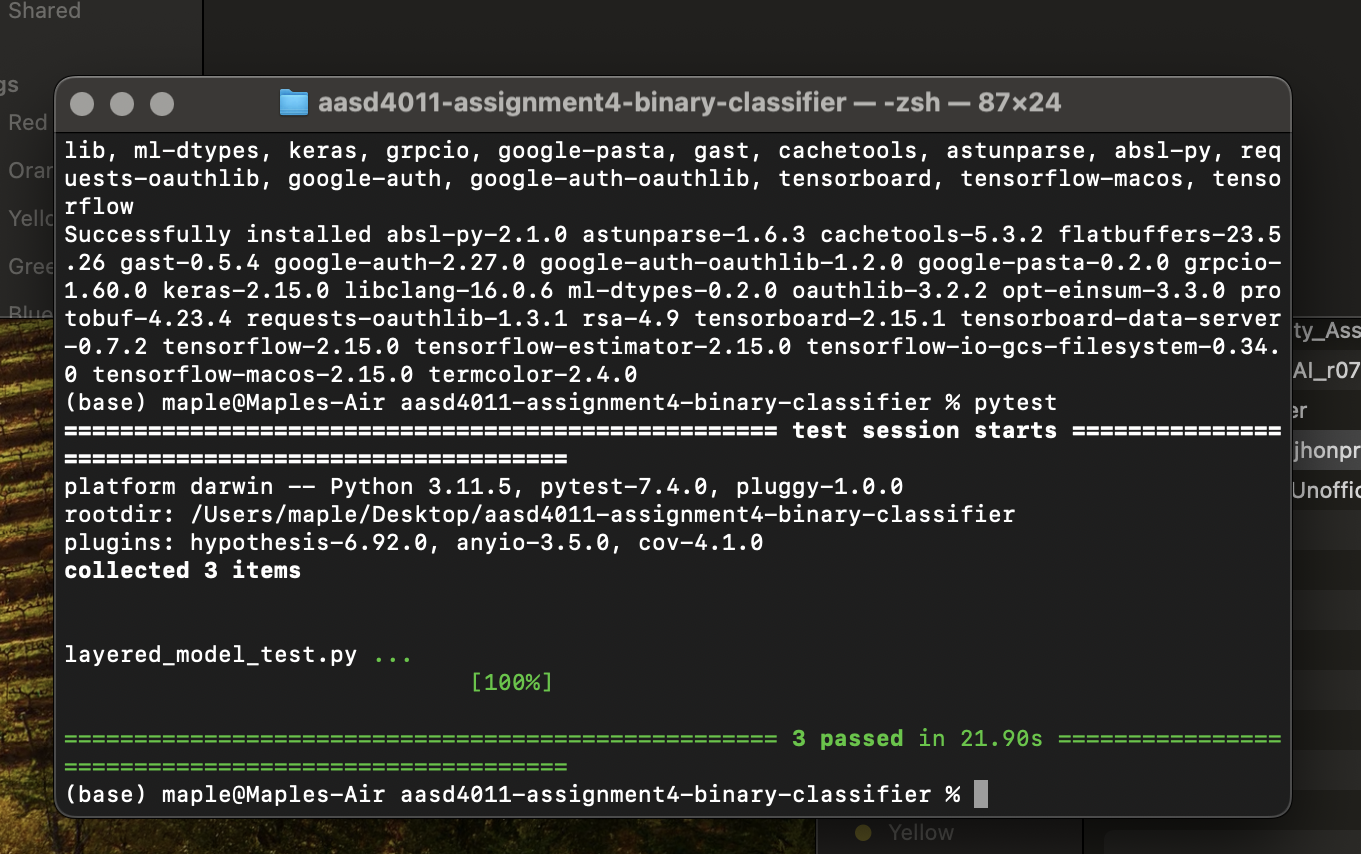 Shared
gs
Red
Oran
Yello
Gree
Blue
aasd4011-assignment4-binary-classifier — -zsh — 87×24
lib, ml-dtypes, keras, grpcio, google-pasta, gast, cachetools, astunparse, absl-py, req
uests-oauthlib, google-auth, google-auth-oauthlib, tensorboard, tensorflow-macos, tenso
rflow
Successfully installed absl-py-2.1.0 astunparse-1.6.3 cachetools-5.3.2 flatbuffers-23.5
.26 gast-0.5.4 google-auth-2.27.0 google-auth-oauthlib-1.2.0 google-pasta-0.2.0 grpcio-
1.60.0 keras-2.15.0 libclang-16.0.6 ml-dtypes-0.2.0 oauthlib-3.2.2 opt-einsum-3.3.0 pro
tobuf-4.23.4 requests-oauthlib-1.3.1 rsa-4.9 tensorboard-2.15.1 tensorboard-data-server
-0.7.2 tensorflow-2.15.0 tensorflow-estimator-2.15.0 tensorflow-io-gcs-filesystem-0.34.
0 tensorflow-macos-2.15.0 termcolor-2.4.0
(base) maple@Maples-Air aasd4011-assignment4-binary-classifier % pytest
=================================================== test session starts ===============
====================================
platform darwin -- Python 3.11.5, pytest-7.4.0, pluggy-1.0.0
rootdir: /Users/maple/Desktop/aasd4011-assignment4-binary-classifier
plugins: hypothesis-6.92.0, anyio-3.5.0, cov-4.1.0
collected 3 items
layered_model_test.py ...
[100%]
=================================================== 3 passed in 21.90s ================
====================================
(base) maple@Maples-Air aasd4011-assignment4-binary-classifier %
ty_Ass
AI_r07
er
jhonpr
Unoffic
Yellow